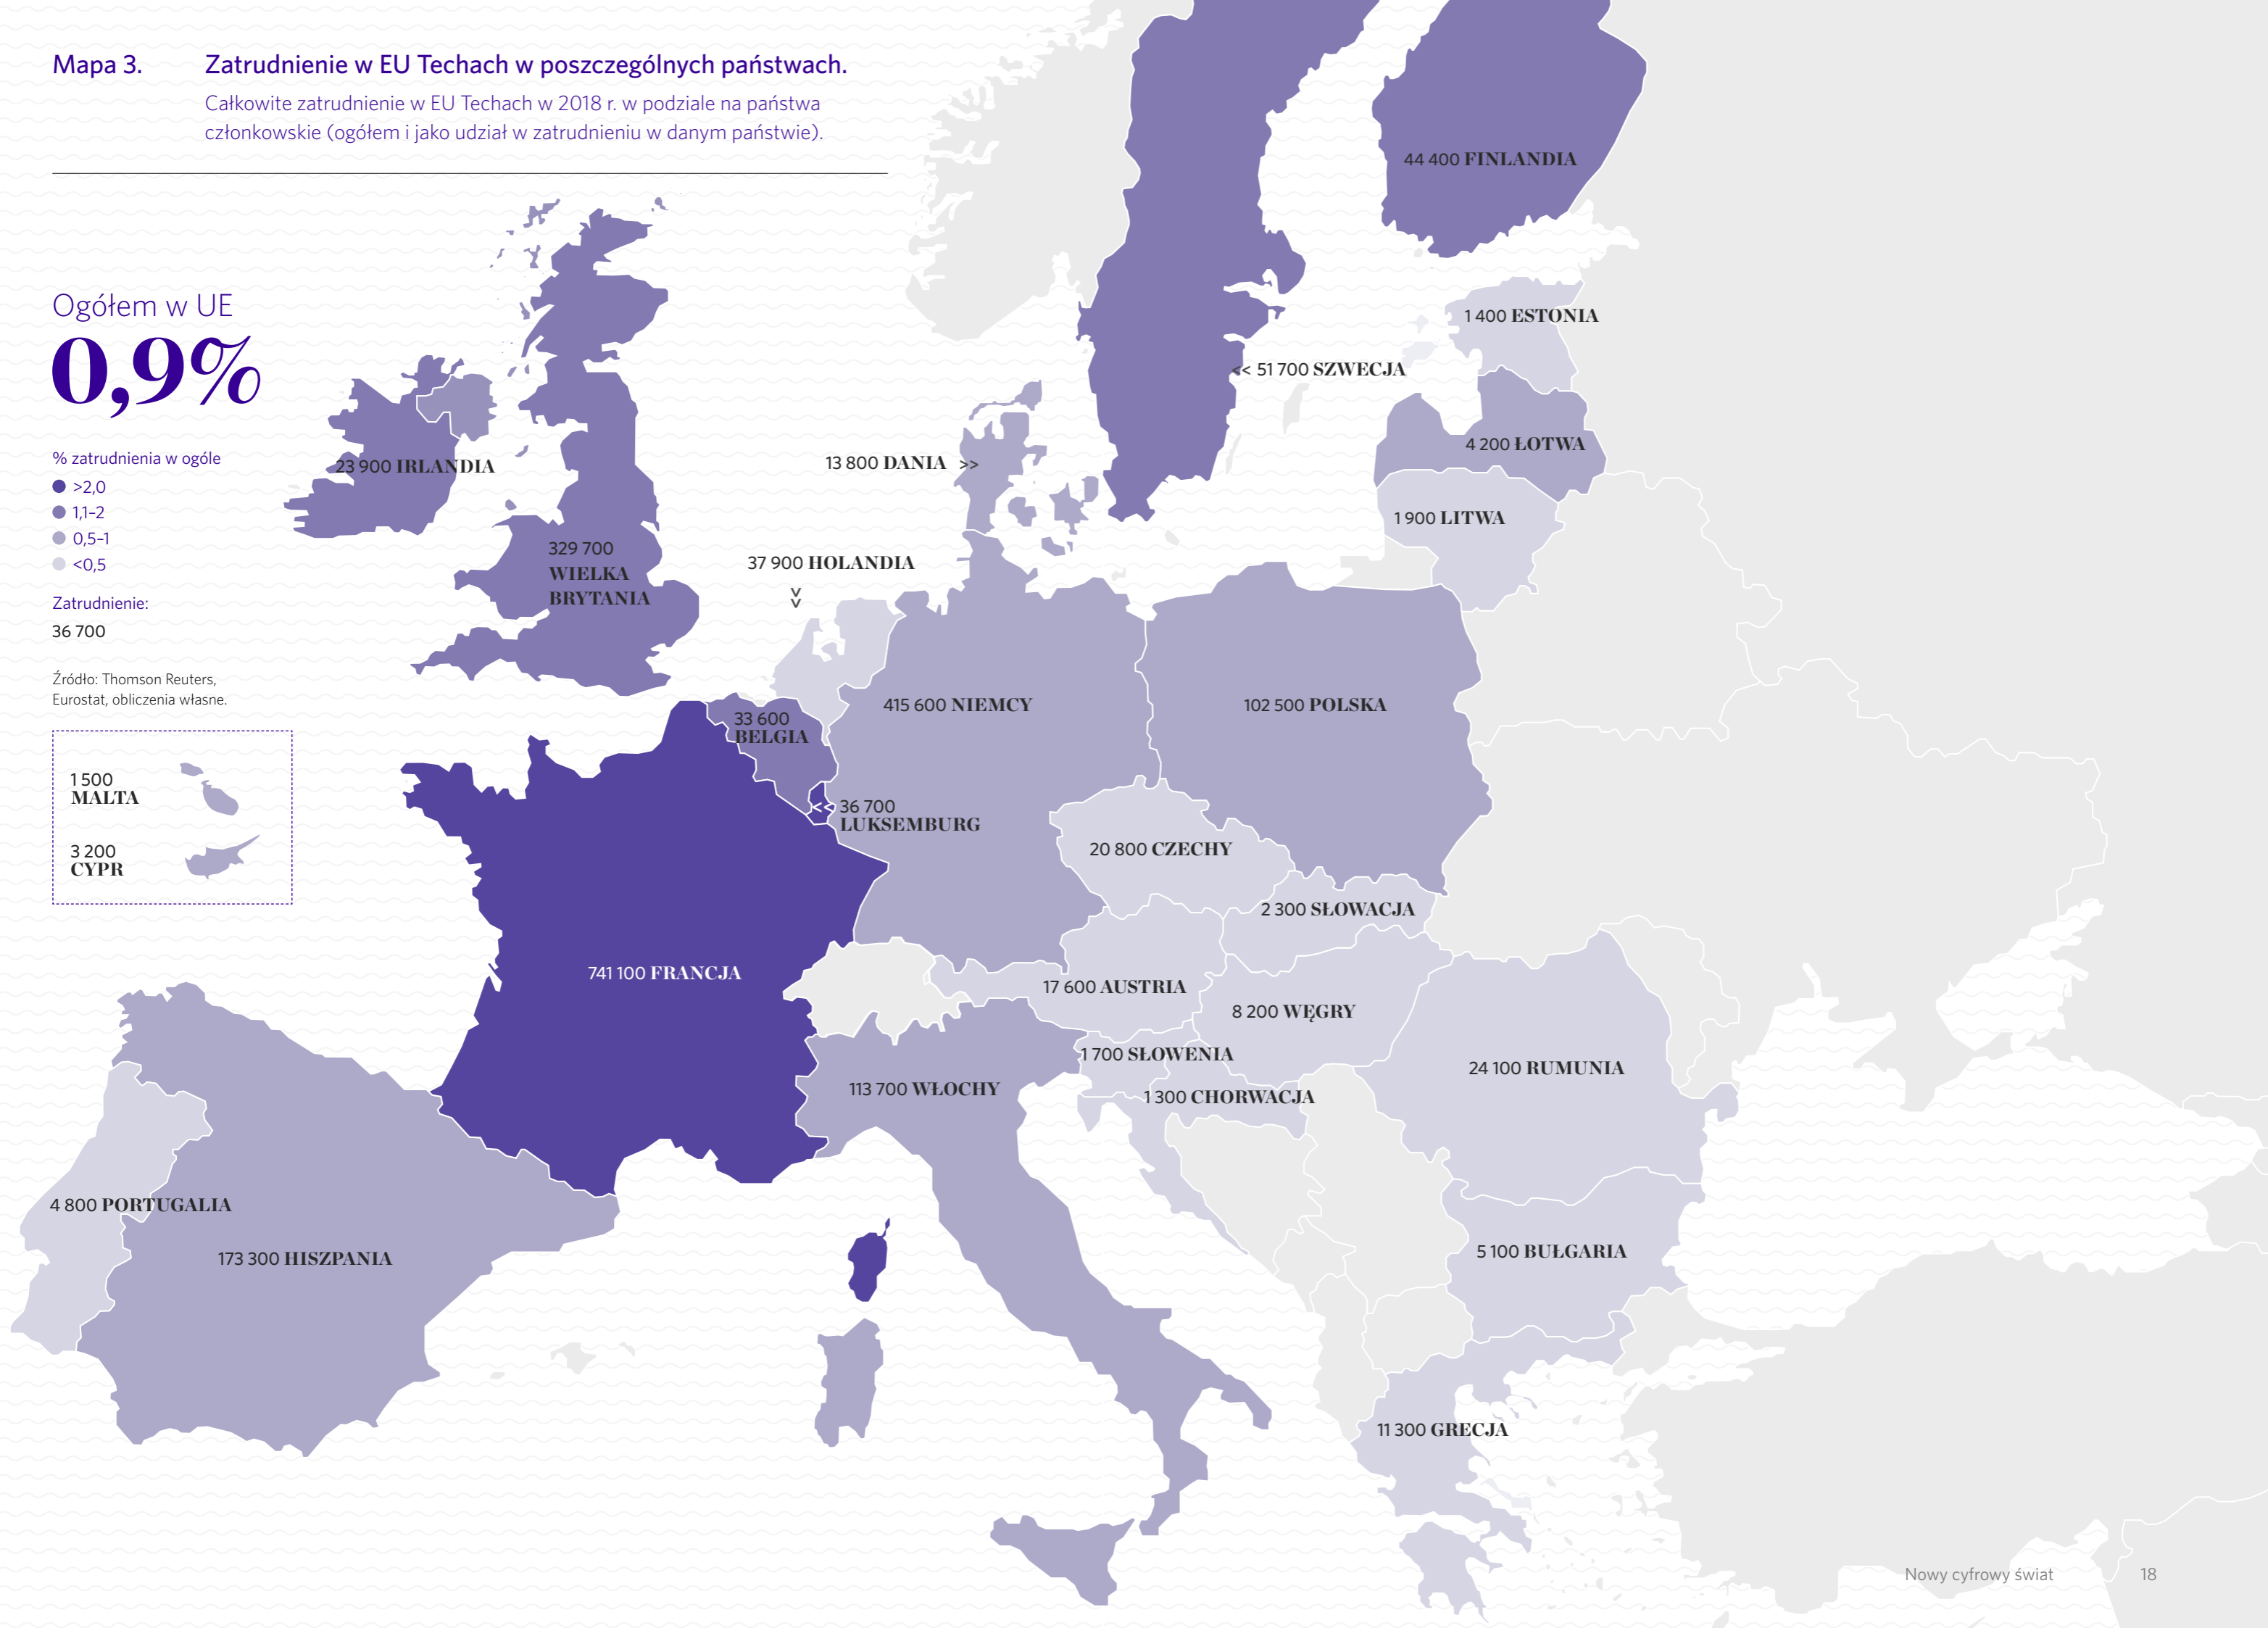 Mapa 3.
Zatrudnienie w EU Techach w poszczególnych państwach.
Całkowite zatrudnienie w EU Techach w 2018 r. w podziale na państwa
członkowskie (ogółem i jako udział w zatrudnieniu w danym państwie).
Ogółem w UE
0,9%
% zatrudnienia w ogóle
>2,0
1,1–2
0,5–1
<0,5
Zatrudnienie:
36 700
Źródło: Thomson Reuters,
Eurostat, obliczenia własne.
1 500
MALTA
3 200
CYPR
44 400 FINLANDIA
1 400 ESTONIA
<< 51 700 SZWECJA
4 200 ŁOTWA
13 800 DANIA >>
23 900 IRLANDIA
1 900 LITWA
329 700
WIELKA
BRYTANIA
37 900 HOLANDIA
>>
415 600 NIEMCY
102 500 POLSKA
33 600
BELGIA
<< 36 700
LUKSEMBURG
20 800 CZECHY
2 300 SŁOWACJA
741 100 FRANCJA
17 600 AUSTRIA
8 200 WĘGRY
1 700 SŁOWENIA
24 100 RUMUNIA
113 700 WŁOCHY
1 300 CHORWACJA
4 800 PORTUGALIA
173 300 HISZPANIA
5 100 BUŁGARIA
11 300 GRECJA
Nowy cyfrowy świat
18